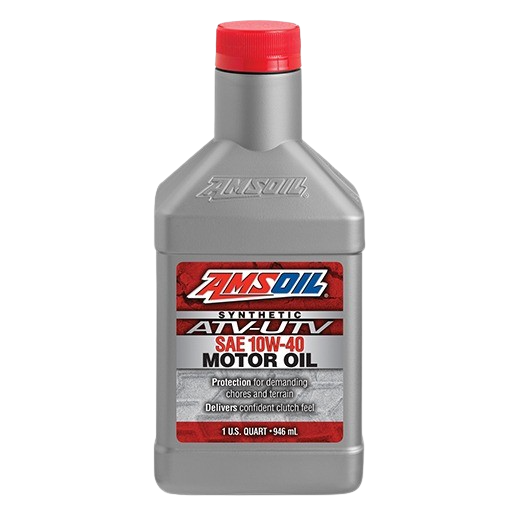 AMSOIL
AMSOIL®
SYNTHETIC
ATV-UTV
SAE 10W-40
MOTOR OIL
Protection for demanding
chores and terrain
Delivers confident clutch feel
1 U.S. QUART • 946 mL